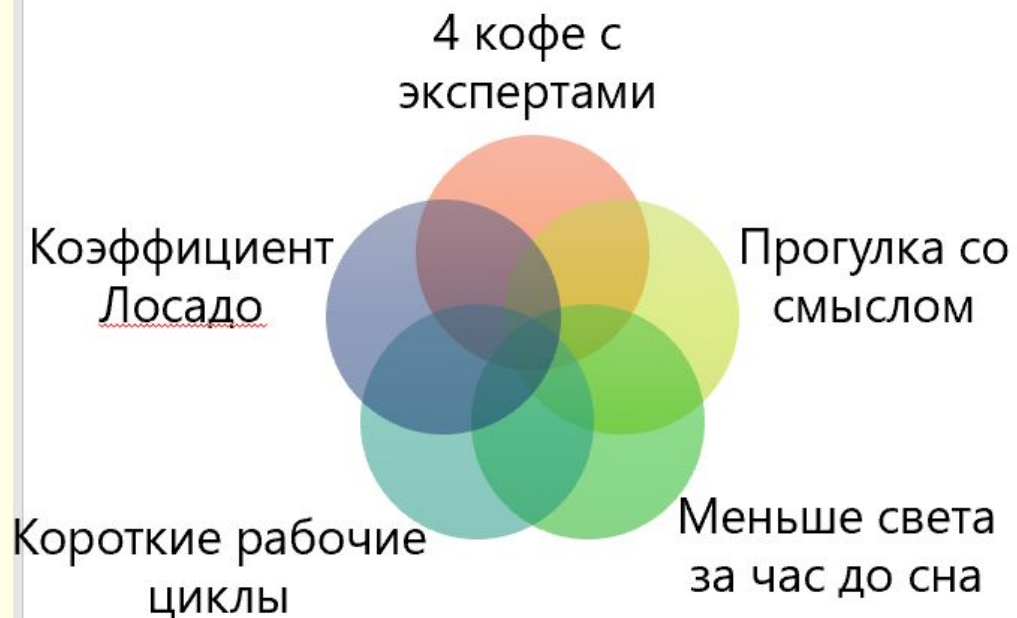 4 кофе с
экспертами
Прогулка со
смыслом
Меньше света
за час до сна
Короткие рабочие
циклы
Коэффициент
Лосадо